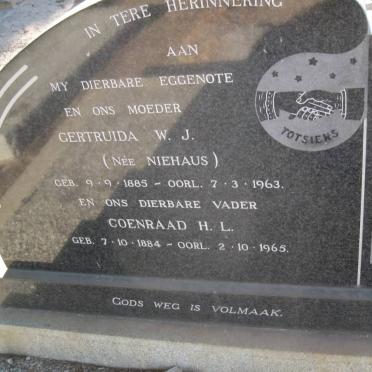 IN TERE HERINNERING
AAN
MY DIERBARE EGGENOTE
EN ONS MOEDER
GERTRUIDA W. J.
(NÉE NIEHAUS)
GEB. 9-9-1885 - OORL. 7-3-1963.
EN ONS DIERBARE VADER
COENRAAD H. L.
GEB. 7-10-1884 - OORL. 2-10-1965.
TOTSIENS
GODS WEG IS VOLMAAK.